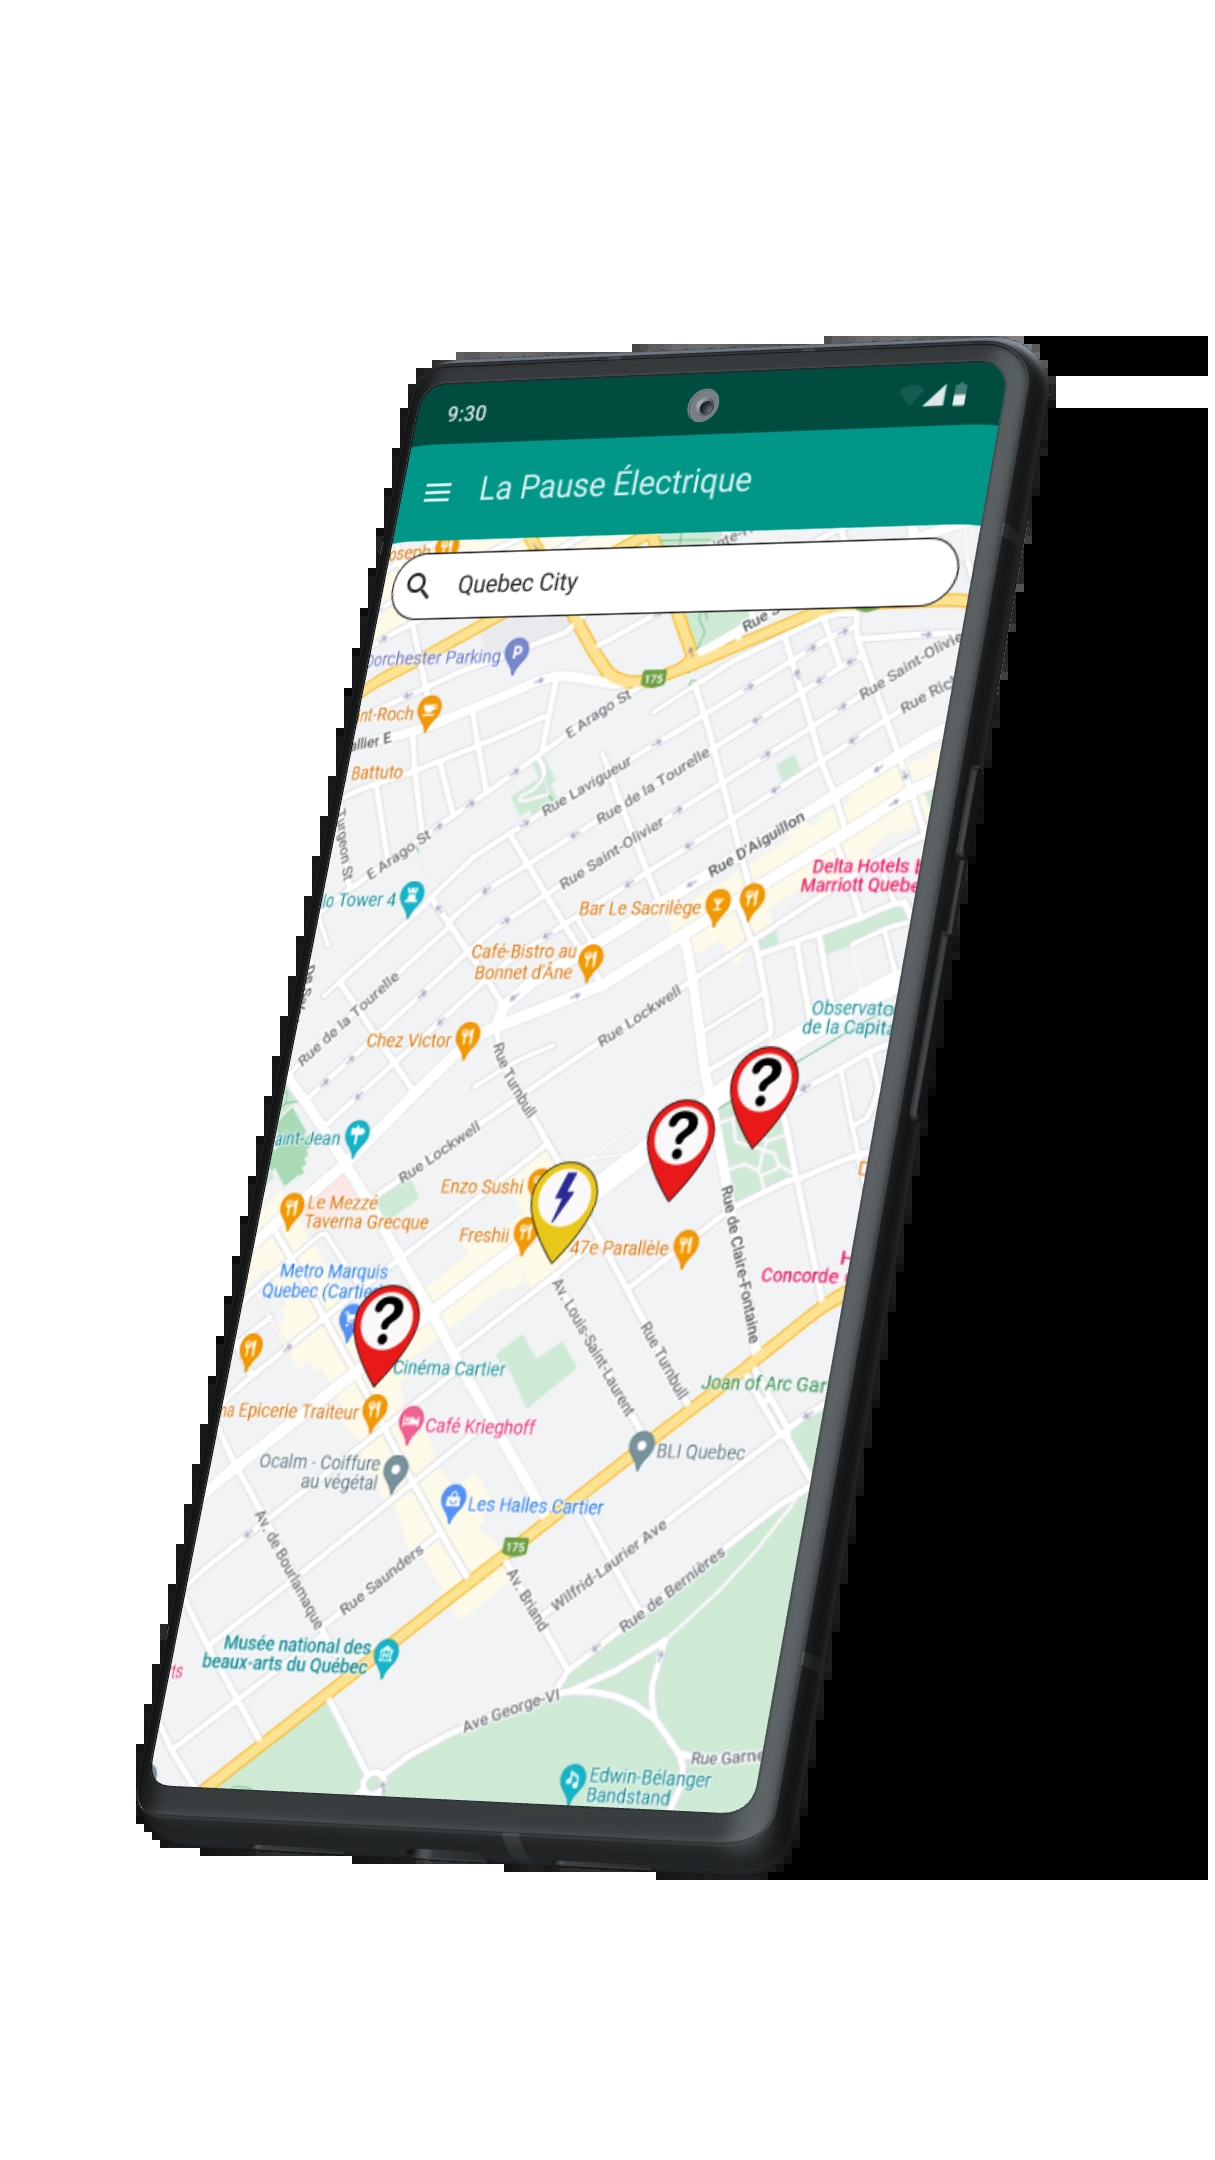 9:30
La Pause Électrique
Quebec City
Dorchester Parking
P
175
Rue Saint-Olivie
Rue Ric
E Arago St
Battuto
Rue Lavigueur
Rue de la Tourelle
Turgeon St
E Arago St
Rue Saint-Olivier
Rue D'Aiguillon
Delta Hotels
Marriott Quebe
Tower 4
Bar Le Sacrilège
Café-Bistro au
Bonnet d'Âne
Rue de la Tourelle
Rue Lockwell
Observato
de la Capita
Chez Victor
Rue Turnbull
?
?
aint-Jean
Rue Lockwell
Enzo Sushi
Le Mezzé
Taverna Grecque
Freshii
47e Parallèle
Rue de Claire-Fontaine
Metro Marquis
Quebec (Cartie
Concorde
?
Av. Louis-Saint-Laurent
Rue Turnbull
Cinéma Cartier
Joan of Arc Gar
na Epicerie Traiteur
Café Krieghoff
BLI Quebec
Ocalm - Coiffure
au végétal
Les Halles Cartier
175
Av. de Bourlamaque
Rue Saunders
Av. Briand
Wilfrid-Laurier Ave
Rue de Bernières
Musée national des
beaux-arts du Québec
ts
Ave George-VI
Rue Garne
Edwin-Bélanger
Bandstand